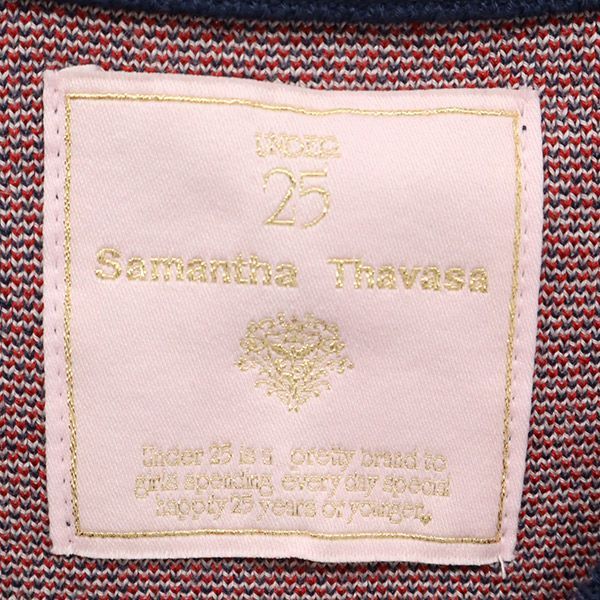 UNDER
25
Samantha Thavasa
Under 25 is a pretty brand to
girls spending every day special
happily 25 years or younger.